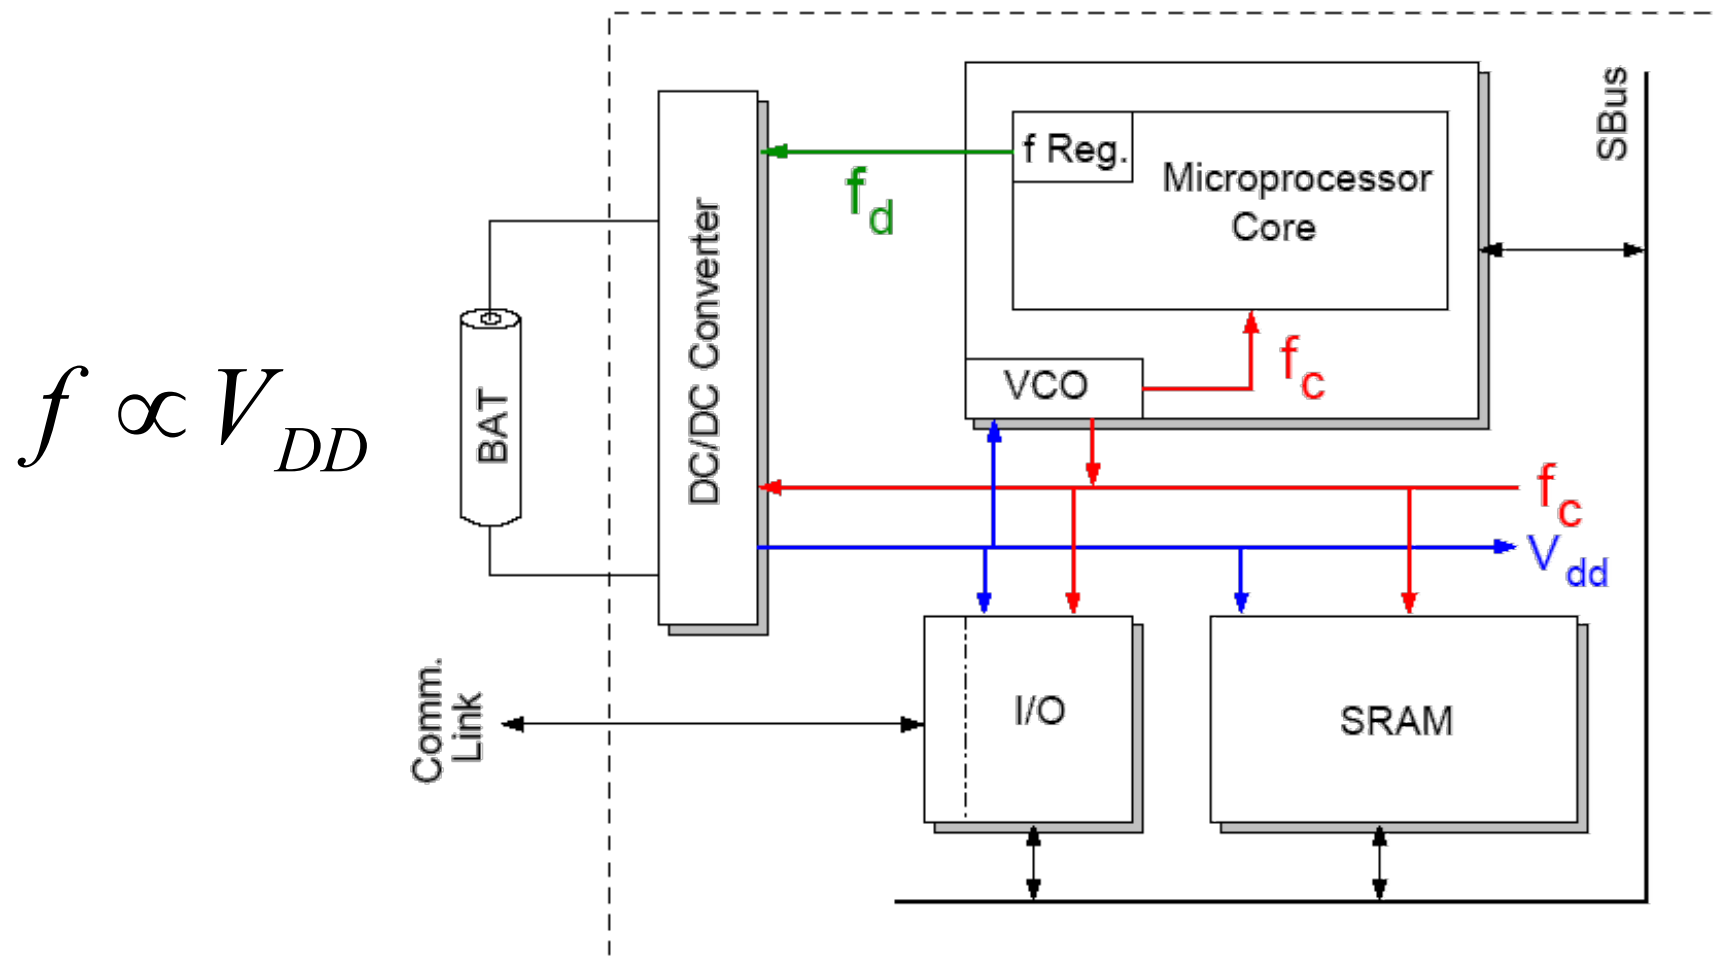 f ∝ V_DD
BAT
DC/DC Converter
f_d
f Reg.
Microprocessor
Core
VCO
f_c
SBus
f_c
V_dd
Comm.
Link
I/O
SRAM